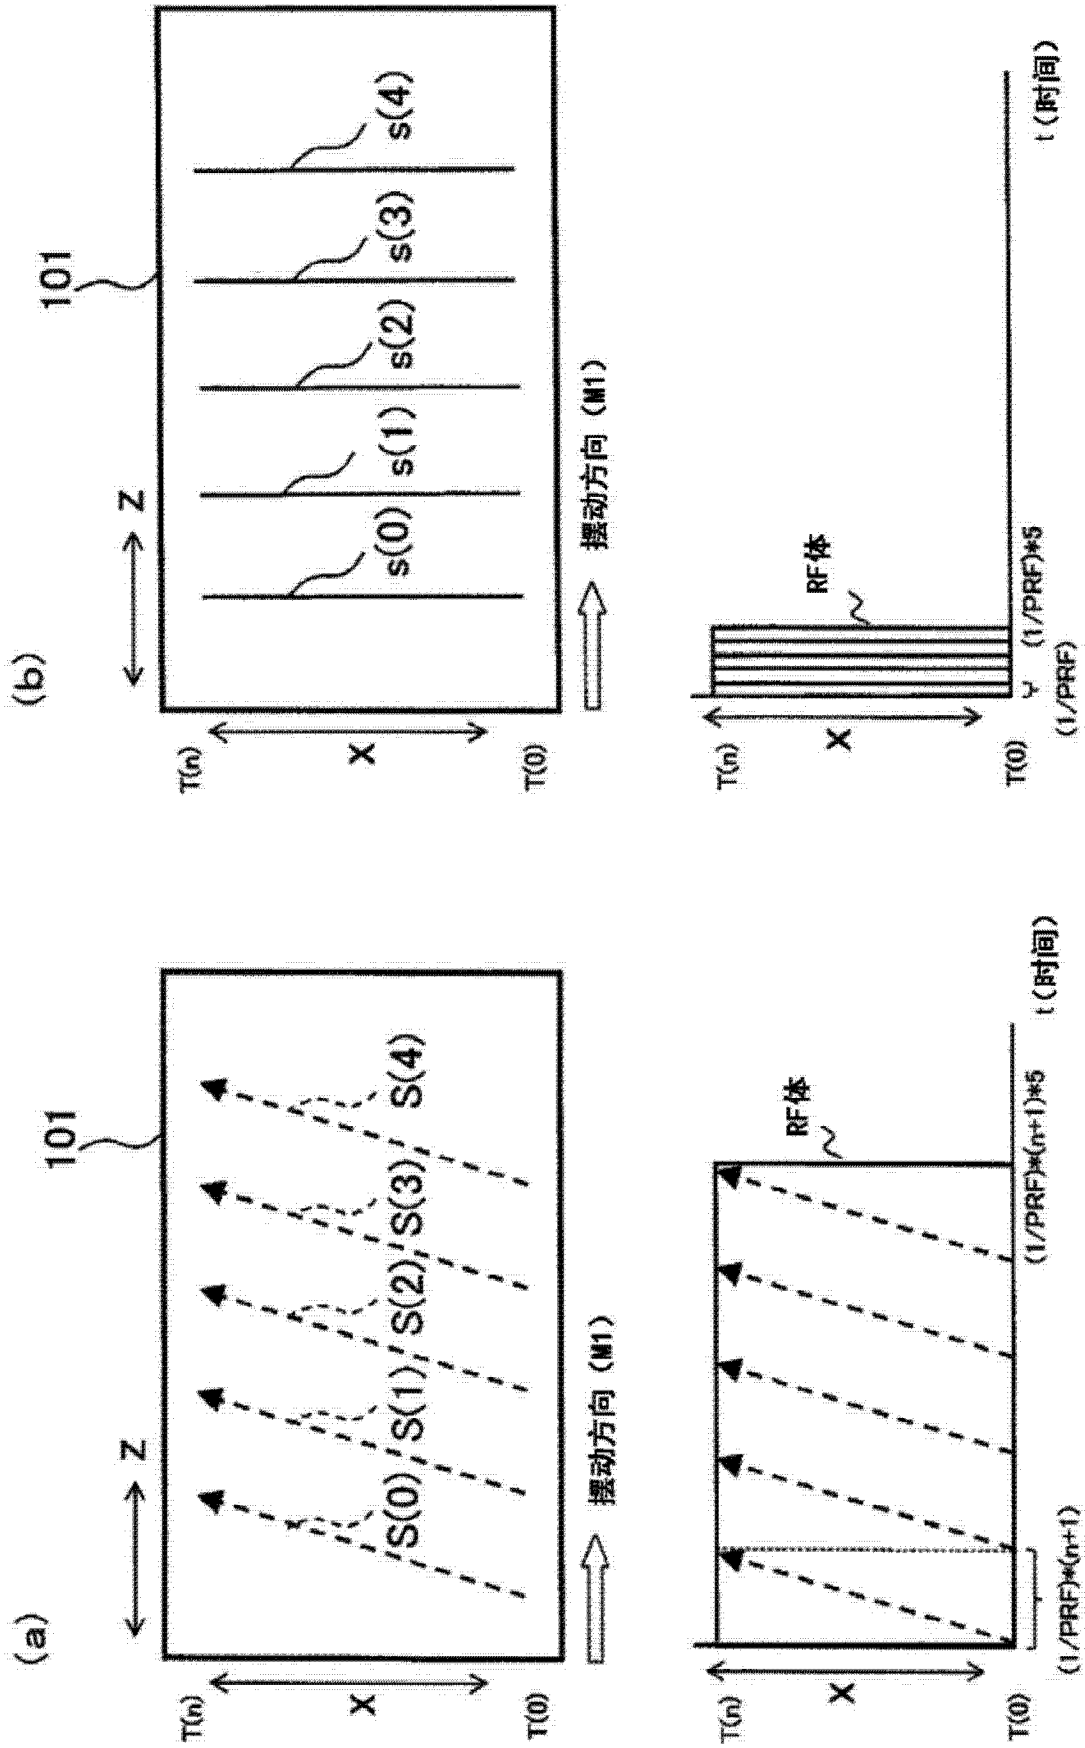 (a)
101
Z
T(n)
X
T(0)
S(0)
S(1)
S(2)
S(3)
S(4)
摆动方向 (M1)
T(n)
X
T(0)
RF体
(1/PRF)*(n+1)
(1/PRF)*(n+1)*5
t(时间)
(b)
101
Z
T(n)
X
T(0)
s(0)
s(1)
s(2)
s(3)
s(4)
摆动方向 (M1)
T(n)
X
T(0)
RF体
(1/PRF)
(1/PRF)*5
t(时间)